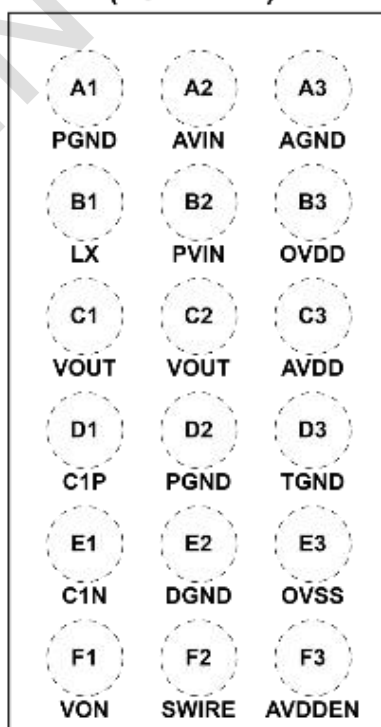 A1 A2 A3
PGND AVIN AGND
B1 B2 B3
LX PVIN OVDD
C1 C2 C3
VOUT VOUT AVDD
D1 D2 D3
C1P PGND TGND
E1 E2 E3
C1N DGND OVSS
F1 F2 F3
VON SWIRE AVDDEN